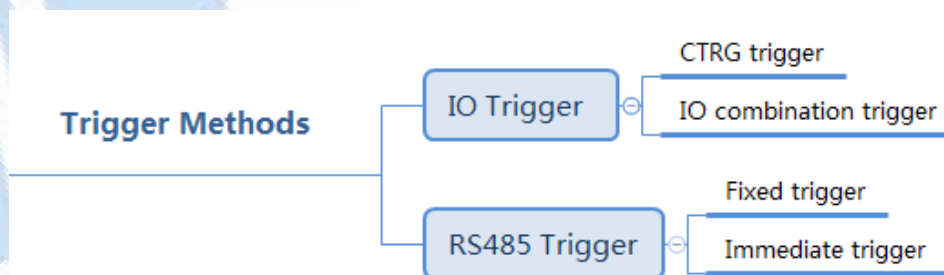 Trigger Methods
IO Trigger
CTRG trigger
IO combination trigger
RS485 Trigger
Fixed trigger
Immediate trigger